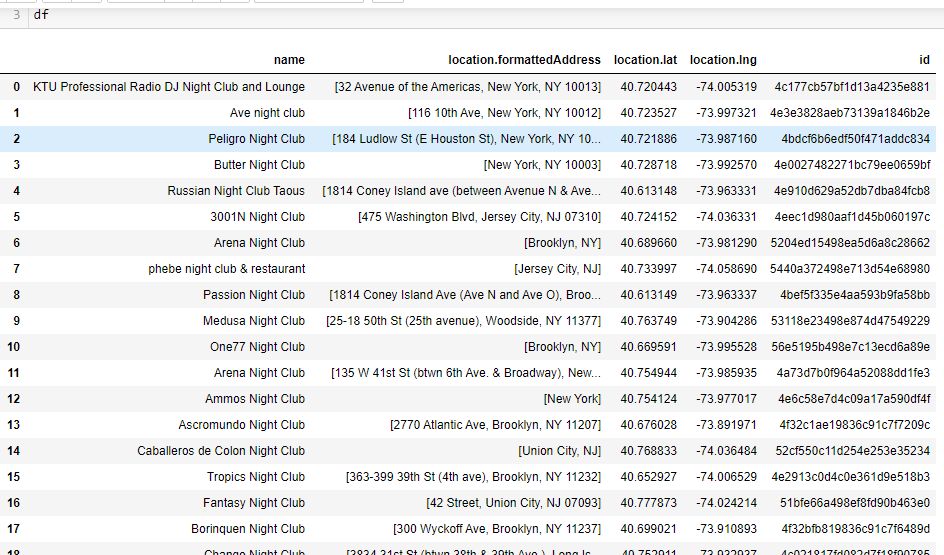 3 df
name location.formattedAddress location.lat location.lng id
0 KTU Professional Radio DJ Night Club and Lounge [32 Avenue of the Americas, New York, NY 10013] 40.720443 -74.005319 4c177cb57bf1d13a4235e881
1 Ave night club [116 10th Ave, New York, NY 10012] 40.723527 -73.997321 4e3e3828aeb73139a1846b2e
2 Peligro Night Club [184 Ludlow St (E Houston St), New York, NY 10... 40.721886 -73.987160 4bdcf6b6edf50f471addc834
3 Butter Night Club [New York, NY 10003] 40.728718 -73.992570 4e0027482271bc79ee0659bf
4 Russian Night Club Taous [1814 Coney Island ave (between Avenue N & Ave... 40.613148 -73.963331 4e910d629a52db7dba84fcb8
5 3001N Night Club [475 Washington Blvd, Jersey City, NJ 07310] 40.724152 -74.036331 4eec1d980aaf1d45b060197c
6 Arena Night Club [Brooklyn, NY] 40.689660 -73.981290 5204ed15498ea5d6a8c28662
7 phebe night club & restaurant [Jersey City, NJ] 40.733997 -74.058690 5440a372498e713d54e68980
8 Passion Night Club [1814 Coney Island Ave (Ave N and Ave O), Broo... 40.613149 -73.963337 4bef5f335e4aa593b9fa58bb
9 Medusa Night Club [25-18 50th St (25th avenue), Woodside, NY 11377] 40.763749 -73.904286 53118e23498e874d47549229
10 One77 Night Club [Brooklyn, NY] 40.669591 -73.995528 56e5195b498e7c13ecd6a89e
11 Arena Night Club [135 W 41st St (btwn 6th Ave. & Broadway), New... 40.754944 -73.985935 4a73d7b0f964a52088dd1fe3
12 Ammos Night Club [New York] 40.754124 -73.977017 4e6c58e7d4c09a17a590df4f
13 Ascromundo Night Club [2770 Atlantic Ave, Brooklyn, NY 11207] 40.676028 -73.891971 4f32c1ae19836c91c7f7209c
14 Caballeros de Colon Night Club [Union City, NJ] 40.768833 -74.036484 52cf550c11d254e253e35234
15 Tropics Night Club [363-399 39th St (4th ave), Brooklyn, NY 11232] 40.652927 -74.006529 4e2913c0d4c0e361d9e518b3
16 Fantasy Night Club [42 Street, Union City, NJ 07093] 40.777873 -74.024214 51bfe66a498ef8fd90b463e0
17 Borinquen Night Club [300 Wyckoff Ave, Brooklyn, NY 11237] 40.699021 -73.910893 4f32bfb819836c91c7f6489d
18 Change Night Club [3834 31st St (btwn 38th & 39th Ave.), Long Is... 40.752911 -73.932937